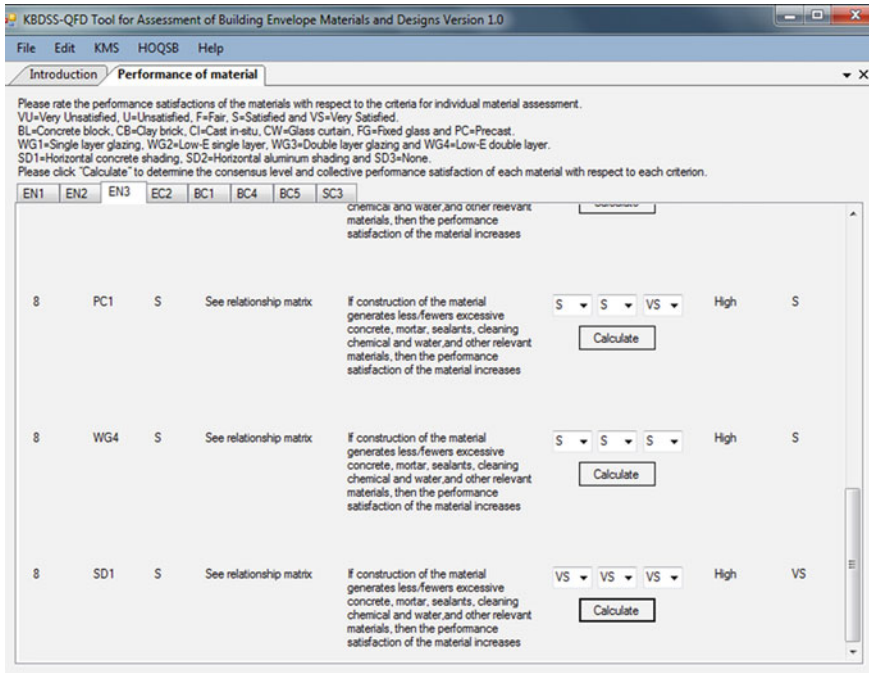 KBDSS-QFD Tool for Assessment of Building Envelope Materials and Designs Version 1.0
File Edit KMS HOQSB Help
Introduction Performance of material
Please rate the performance satisfactions of the materials with respect to the criteria for individual material assessment.
VU=Very Unsatisfied, U=Unsatisfied, F=Fair, S=Satisfied and VS=Very Satisfied.
BL=Concrete block, CB=Clay brick, CI=Cast in-situ, CW=Glass curtain, FG=Fixed glass and PC=Precast.
WG1=Single layer glazing, WG2=Low-E single layer, WG3=Double layer glazing and WG4=Low-E double layer.
SD1=Horizontal concrete shading, SD2=Horizontal aluminum shading and SD3=None.
Please click "Calculate" to determine the consensus level and collective performance satisfaction of each material with respect to each criterion.
EN1 EN2 EN3 EC2 BC1 BC4 BC5 SC3
chemical and water,and other relevant
materials, then the performance
satisfaction of the material increases
8 PC1 S See relationship matrix If construction of the material S S VS High S
generates less/fewers excessive
concrete, mortar, sealants, cleaning
chemical and water,and other relevant Calculate
materials, then the performance
satisfaction of the material increases
8 WG4 S See relationship matrix If construction of the material S S S High S
generates less/fewers excessive
concrete, mortar, sealants, cleaning
chemical and water,and other relevant Calculate
materials, then the performance
satisfaction of the material increases
8 SD1 S See relationship matrix If construction of the material VS VS VS High VS
generates less/fewers excessive
concrete, mortar, sealants, cleaning
chemical and water,and other relevant Calculate
materials, then the performance
satisfaction of the material increases